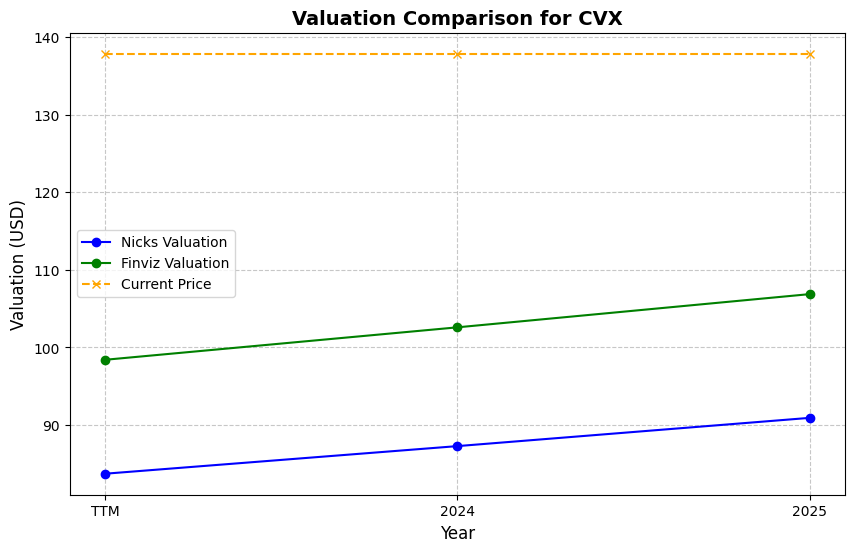 Valuation Comparison for CVX
140
130
120
110
100
90
Valuation (USD)
Nicks Valuation
Finviz Valuation
Current Price
TTM
2024
2025
Year